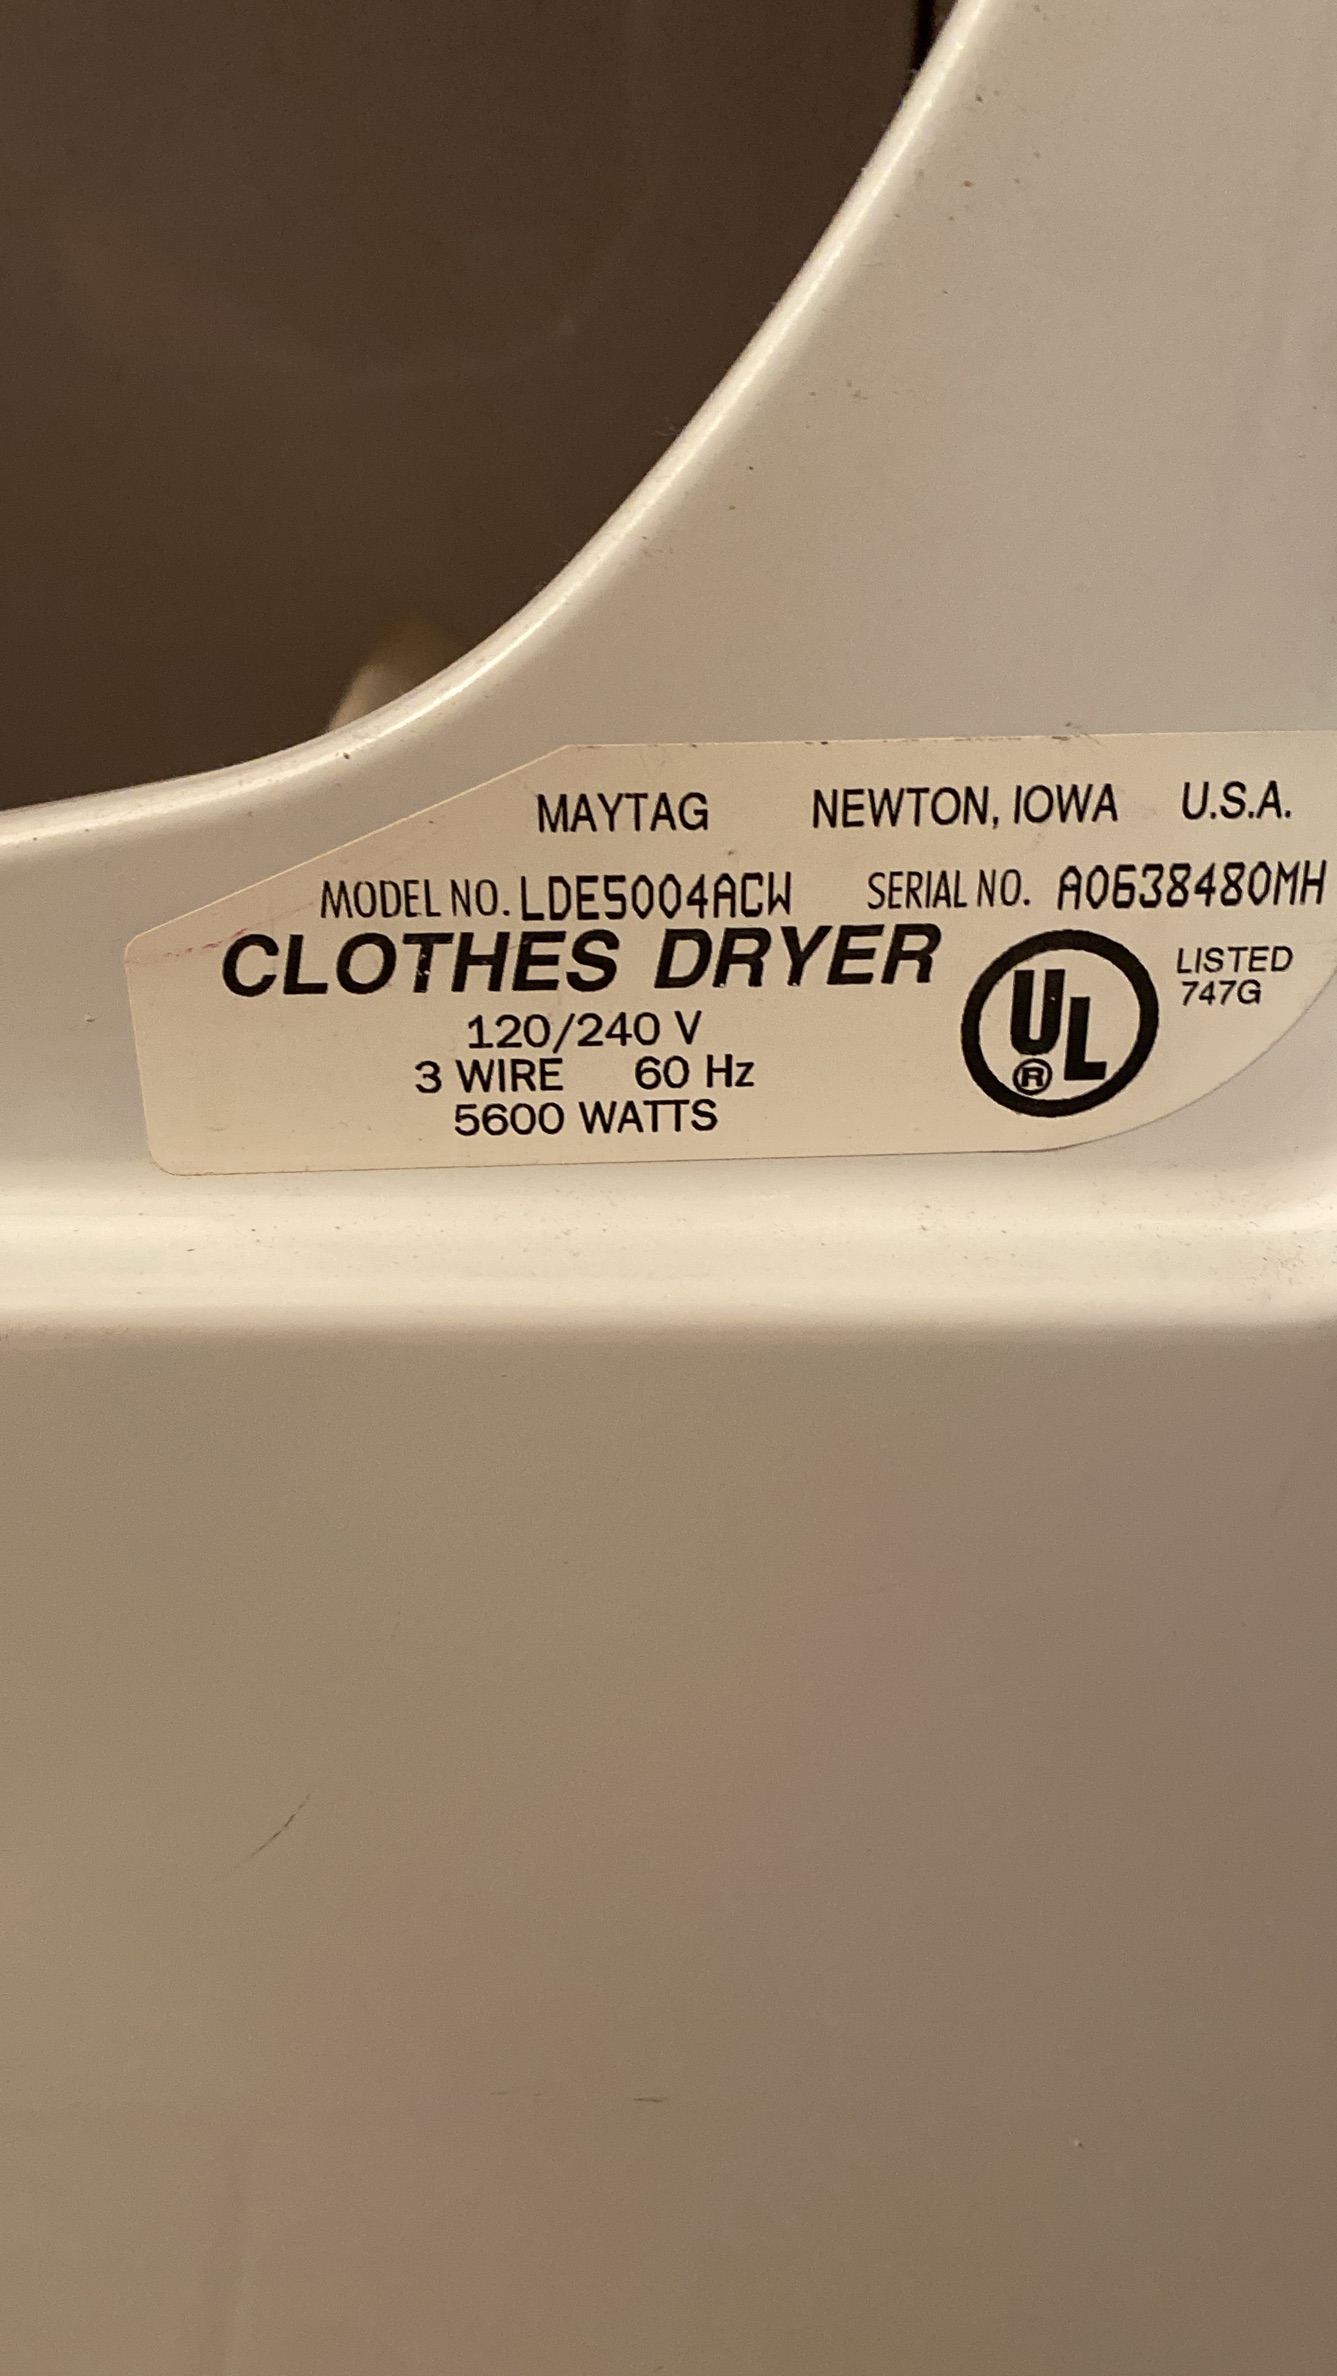 MAYTAG NEWTON, IOWA U.S.A.
MODEL NO. LDE5004ACW SERIAL NO. A0638480MH
CLOTHES DRYER
120/240 V
3 WIRE 60 Hz
5600 WATTS
UL
®
LISTED
747G